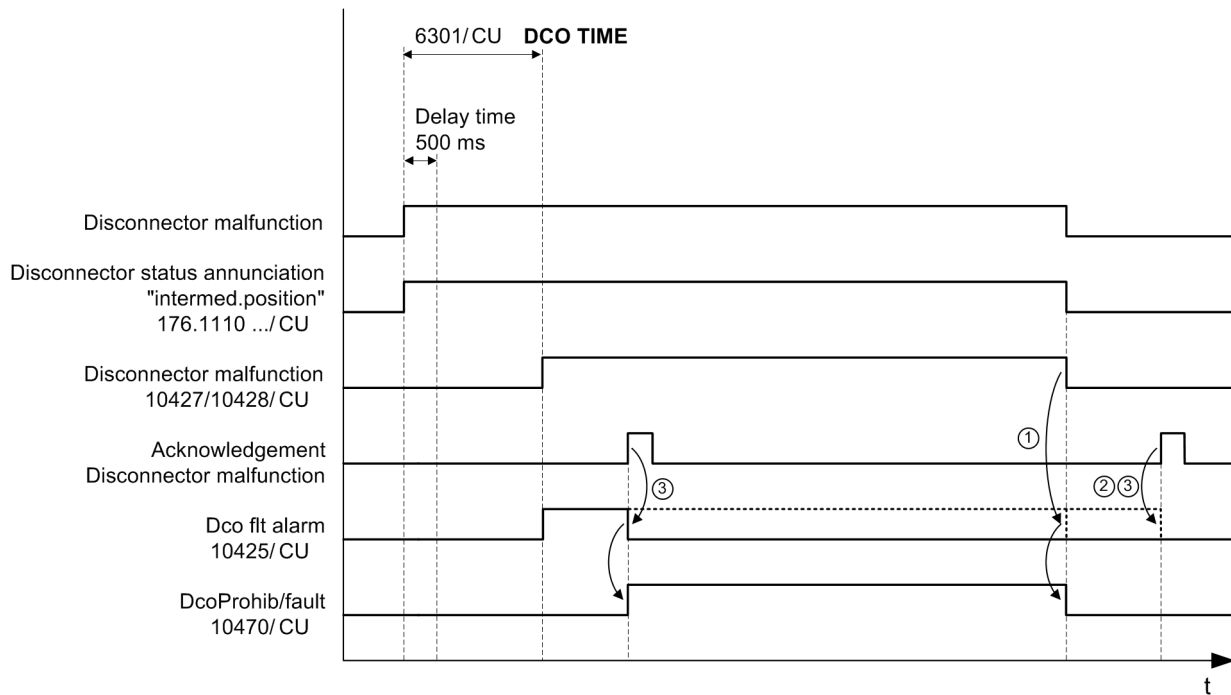 6301/CU DCO TIME
Delay time
500 ms
Disconnector malfunction
Disconnector status annunciation
"intermed.position"
176.1110 .../CU
Disconnector malfunction
10427/10428/CU
Acknowledgement
Disconnector malfunction
①
③
②③
Dco flt alarm
10425/CU
DcoProhib/fault
10470/CU
t